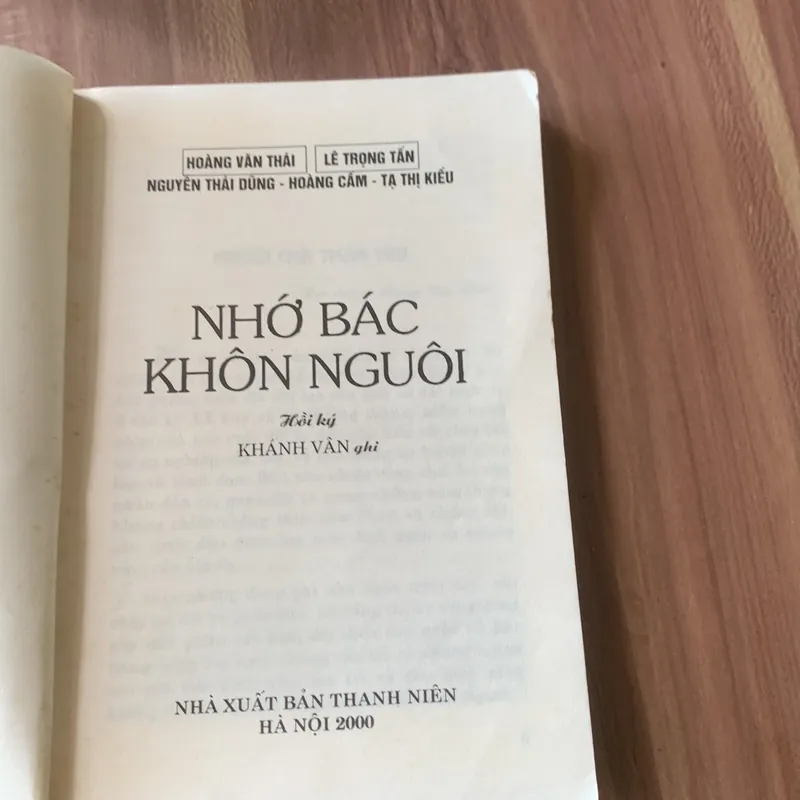 HOÀNG VĂN THÁI LÊ TRỌNG TẤN
NGUYỄN THÁI DŨNG - HOÀNG CẦM - TẠ THỊ KIỀU
NHỚ BÁC
KHÔN NGUÔI
Hồi ký
KHÁNH VÂN ghi
NHÀ XUẤT BẢN THANH NIÊN
HÀ NỘI 2000